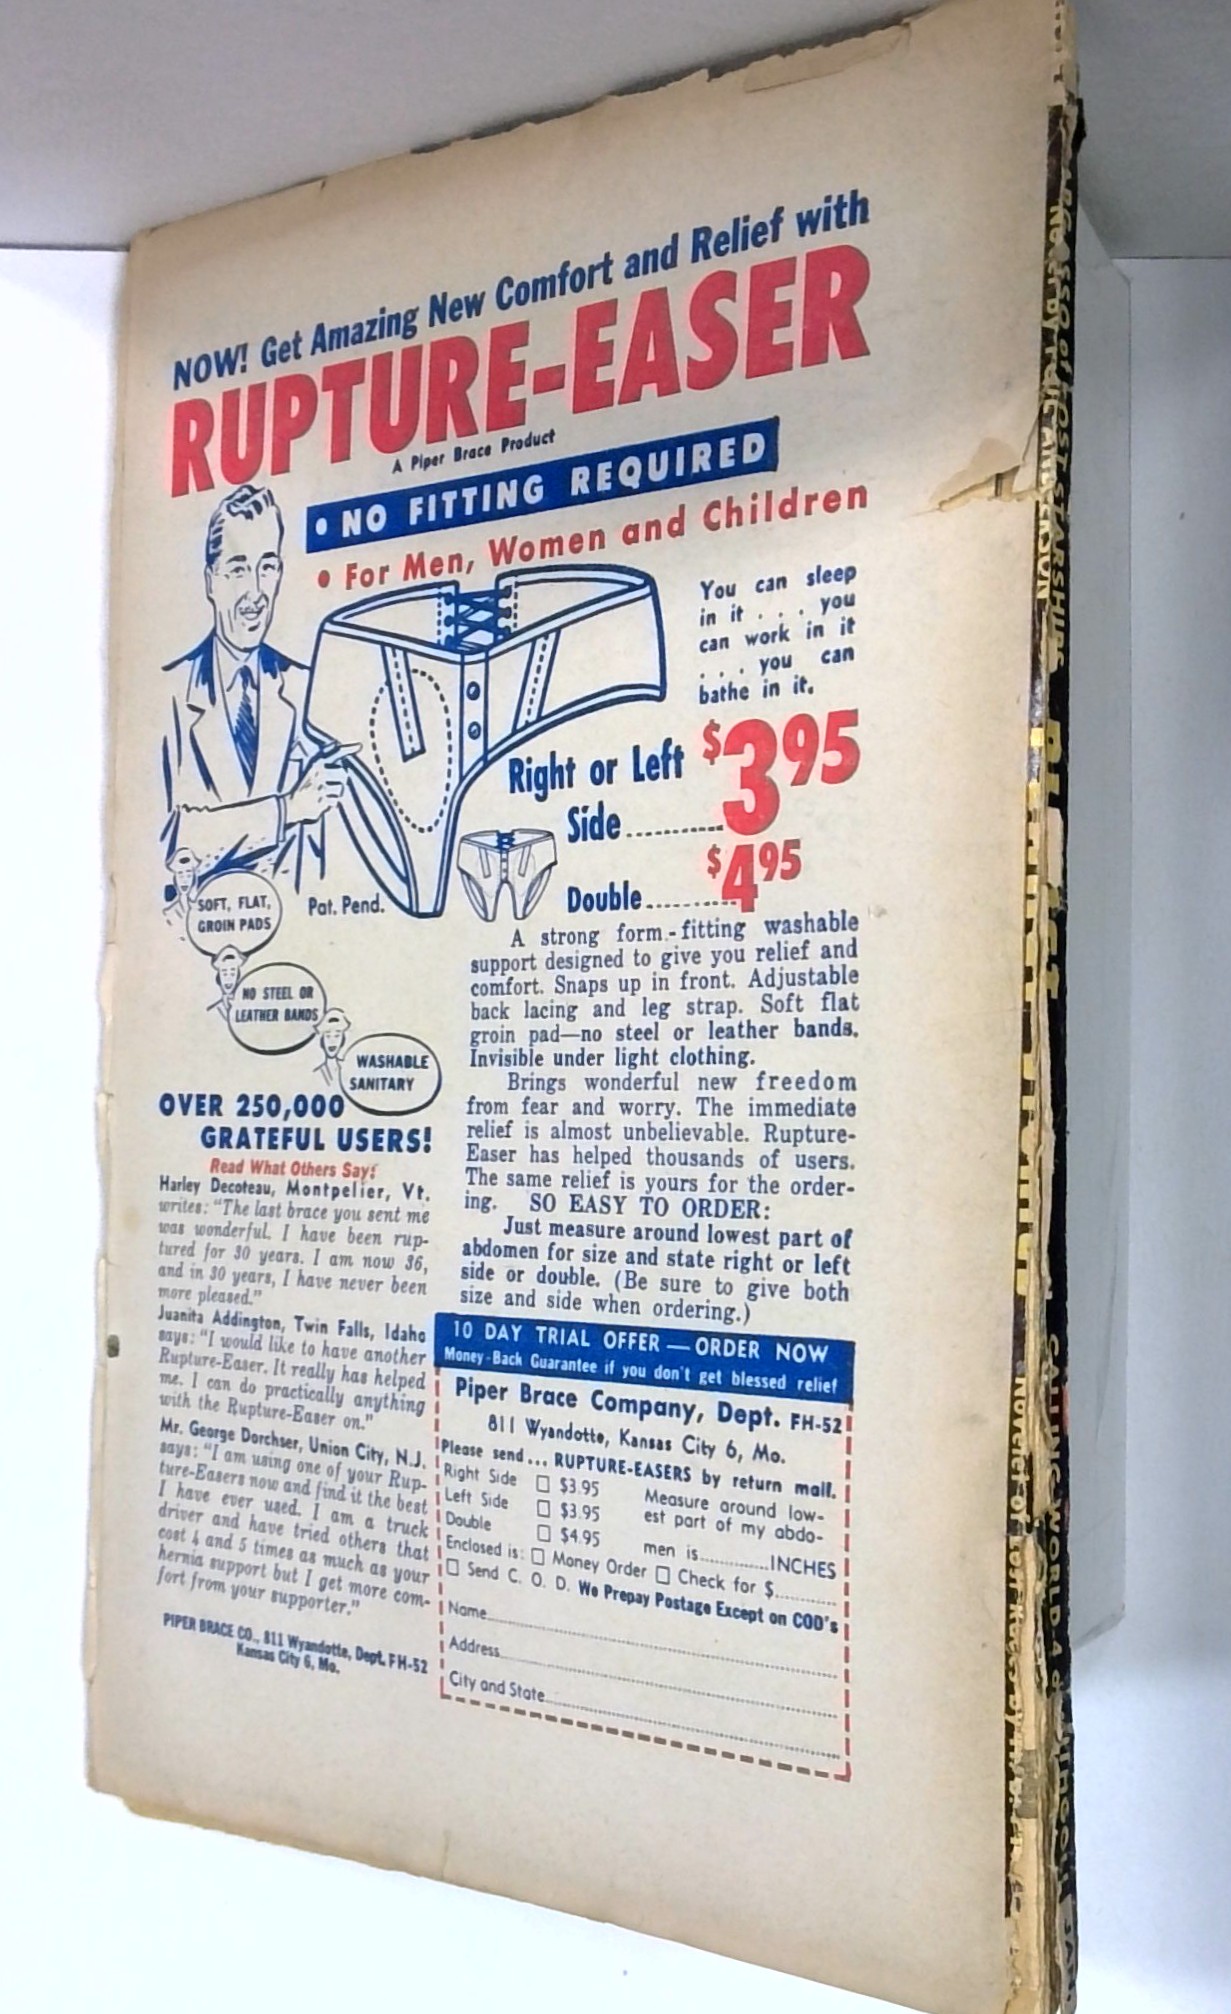 NOW! Get Amazing New Comfort and Relief with
RUPTURE-EASER
A Piper Brace Product
• NO FITTING REQUIRED
• For Men, Women and Children
You can sleep
in it . . . you
can work in it
. . . you can
bathe in it.
Right or Left
Side.......... $3.95
Double.......... $4.95
Pat. Pend.
SOFT, FLAT,
GROIN PADS
NO STEEL OR
LEATHER BANDS
WASHABLE
SANITARY
A strong form-fitting washable
support designed to give you relief and
comfort. Snaps up in front. Adjustable
back lacing and leg strap. Soft flat
groin pad—no steel or leather bands.
Invisible under light clothing.
Brings wonderful new freedom
from fear and worry. The immediate
relief is almost unbelievable. Rupture-
Easer has helped thousands of users.
The same relief is yours for the order-
ing. SO EASY TO ORDER:
Just measure around lowest part of
abdomen for size and state right or left
side or double. (Be sure to give both
size and side when ordering.)
OVER 250,000
GRATEFUL USERS!
Read What Others Say:
Harley Decoteau, Montpelier, Vt.
writes: "The last brace you sent me
was wonderful. I have been rup-
tured for 30 years. I am now 36,
and in 30 years, I have never been
more pleased."
Juanita Addington, Twin Falls, Idaho
says: "I would like to have another
Rupture-Easer. It really has helped
me. I can do practically anything
with the Rupture-Easer on."
Mr. George Dorchser, Union City, N.J.
says: "I am using one of your Rup-
ture-Easers now and find it the best
I have ever used. I am a truck
driver and have tried others that
cost 4 and 5 times as much as your
hernia support but I get more com-
fort from your supporter."
PIPER BRACE CO., 811 Wyandotte, Dept. FH-52
Kansas City 6, Mo.
10 DAY TRIAL OFFER — ORDER NOW
Money-Back Guarantee if you don't get blessed relief
Piper Brace Company, Dept. FH-52
811 Wyandotte, Kansas City 6, Mo.
Please send... RUPTURE-EASERS by return mail.
Right Side □ $3.95
Left Side □ $3.95
Double □ $4.95
Measure around low-
est part of my abdo-
men is.............INCHES
Enclosed is: □ Money Order □ Check for $............
□ Send C. O. D. We Prepay Postage Except on COD's
Name
Address
City and State